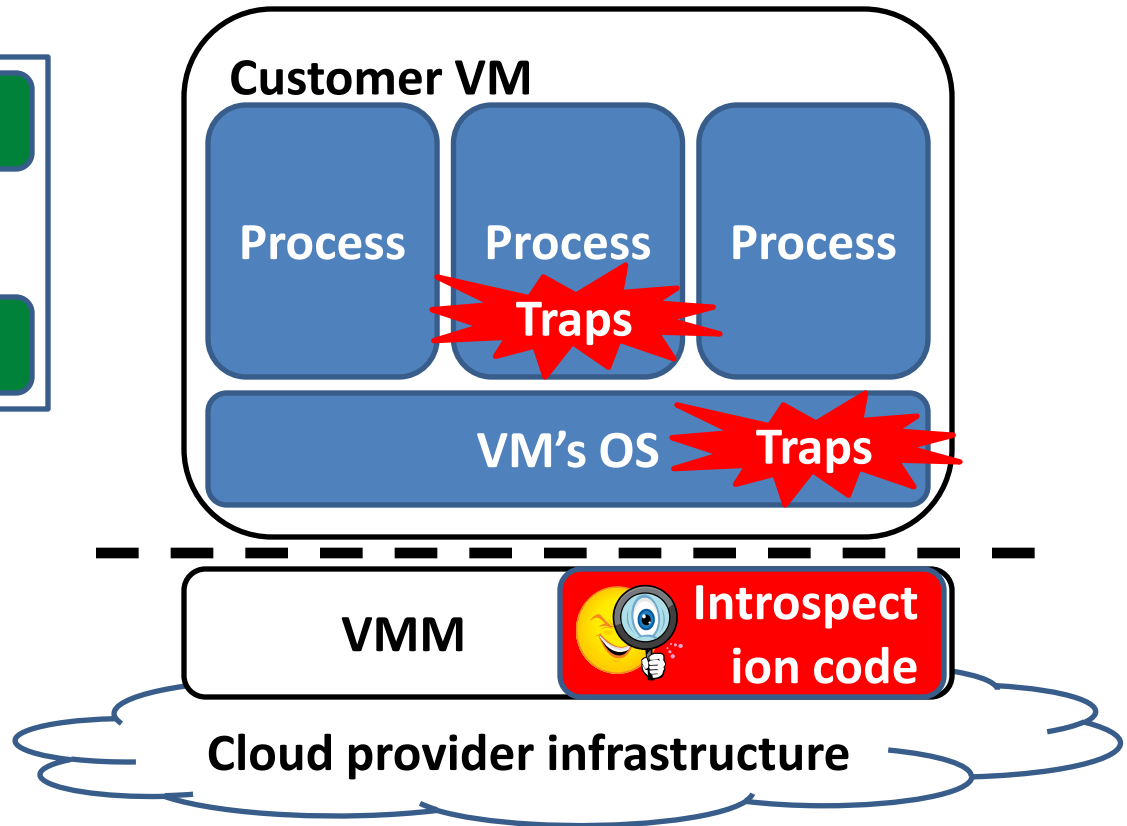 Customer VM
Process Process Process
Traps
VM's OS Traps
VMM
Introspect
ion code
Cloud provider infrastructure